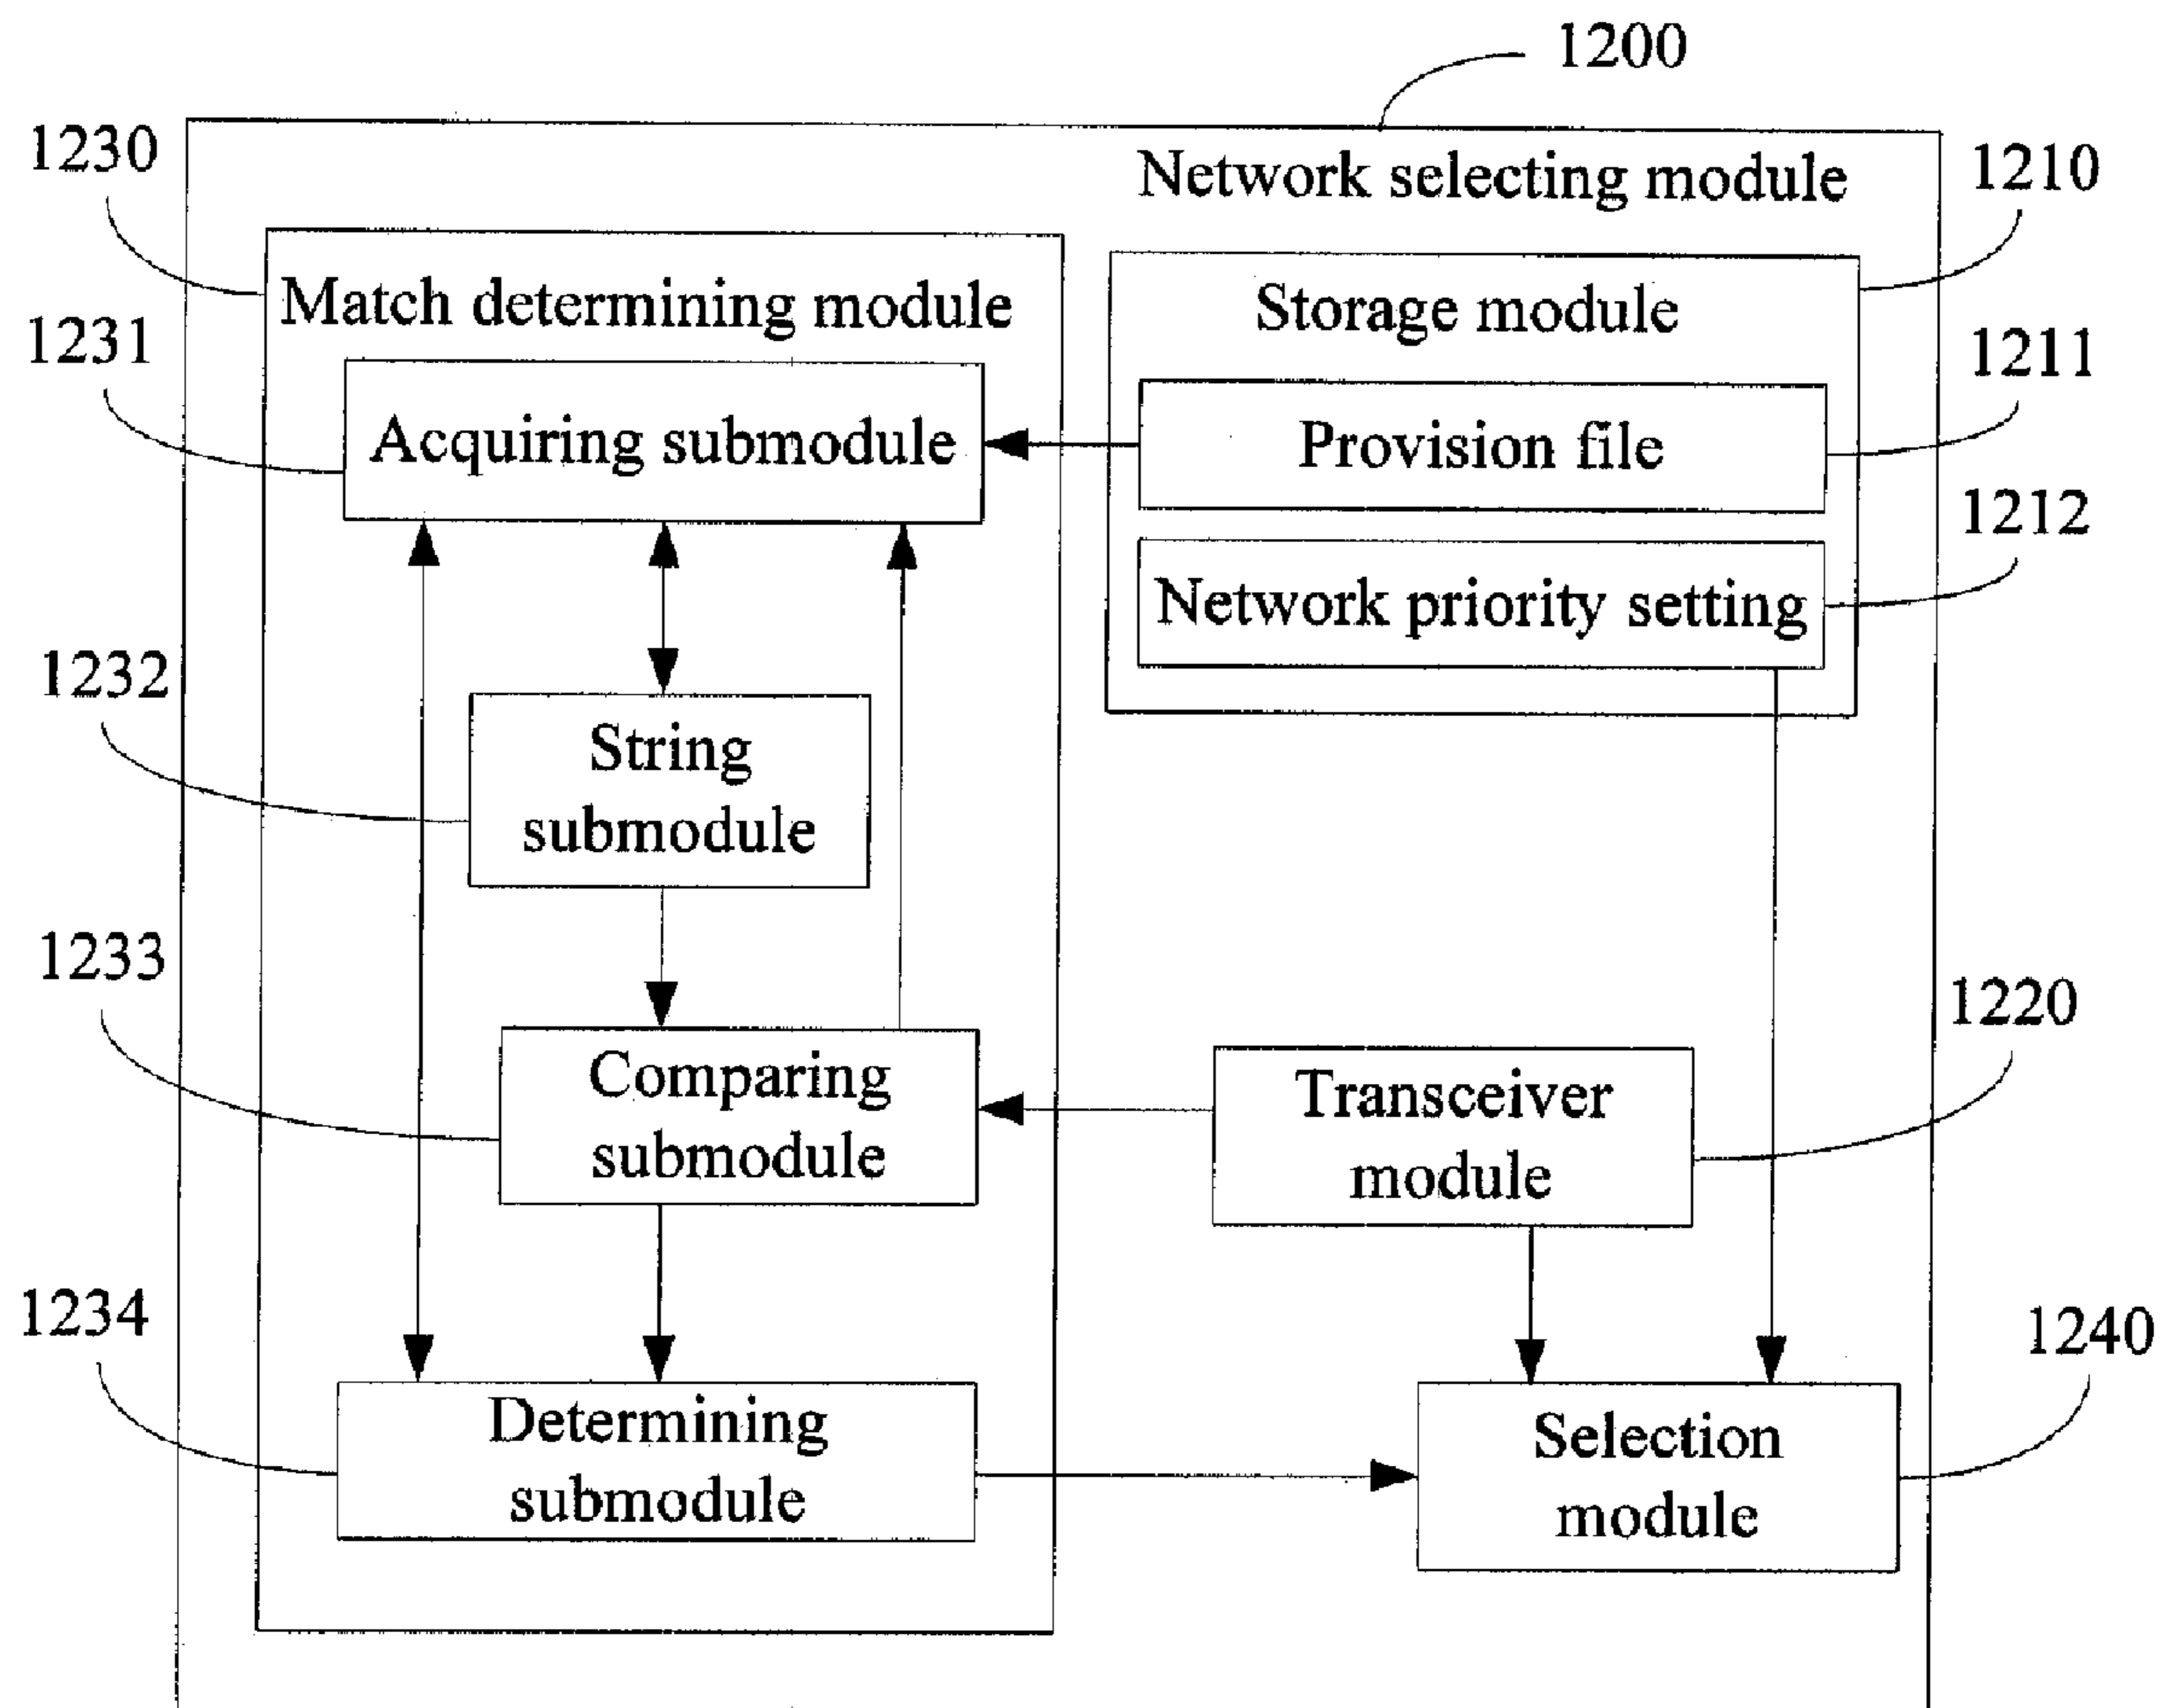 1200
1230
Network selecting module
1210
Match determining module
Storage module
1231
1211
Acquiring submodule
Provision file
1212
Network priority setting
1232
String
submodule
1233
1220
Comparing
submodule
Transceiver
module
1234
1240
Determining
submodule
Selection
module